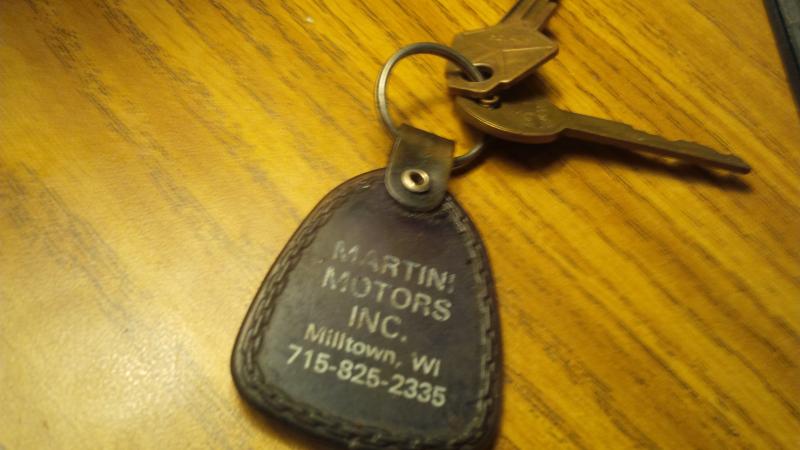 MARTINI
MOTORS
INC.
Milltown, WI
715-825-2335